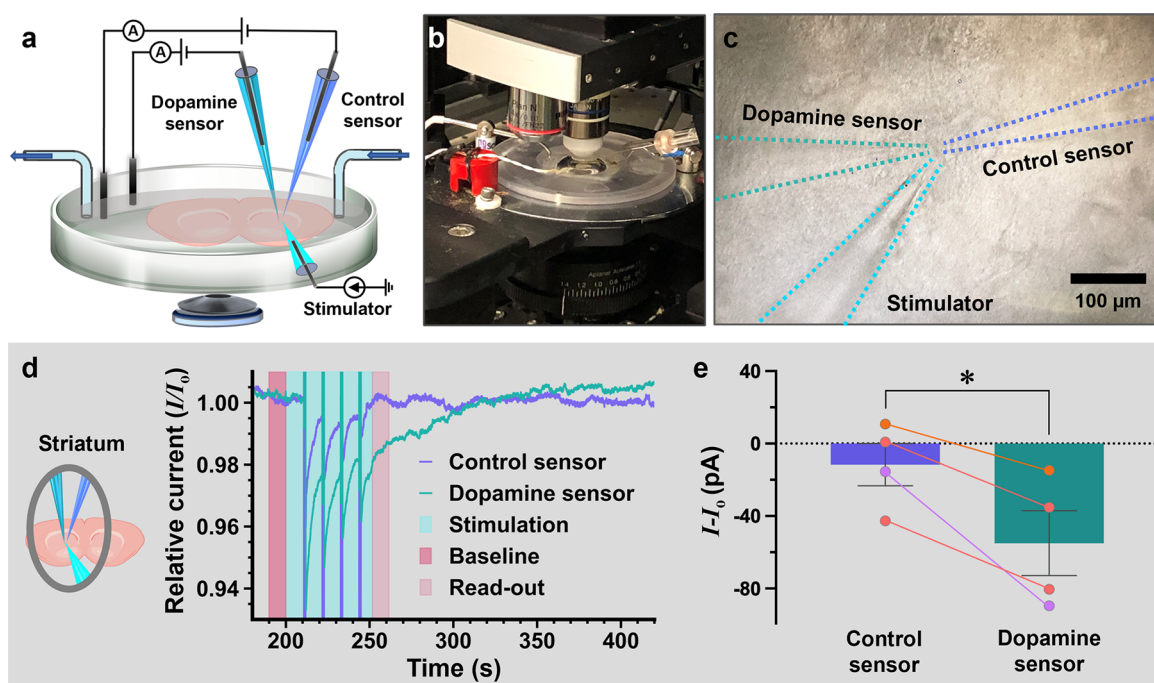 a
A
A
Dopamine
sensor
Control
sensor
Stimulator
b
c
Dopamine sensor
Control sensor
Stimulator
100 µm
d
Striatum
Relative current (I/I₀)
1.00
0.98
0.96
0.94
200
250
300
350
400
Time (s)
Control sensor
Dopamine sensor
Stimulation
Baseline
Read-out
e
I-I₀ (pA)
40
0
-40
-80
*
Control
sensor
Dopamine
sensor